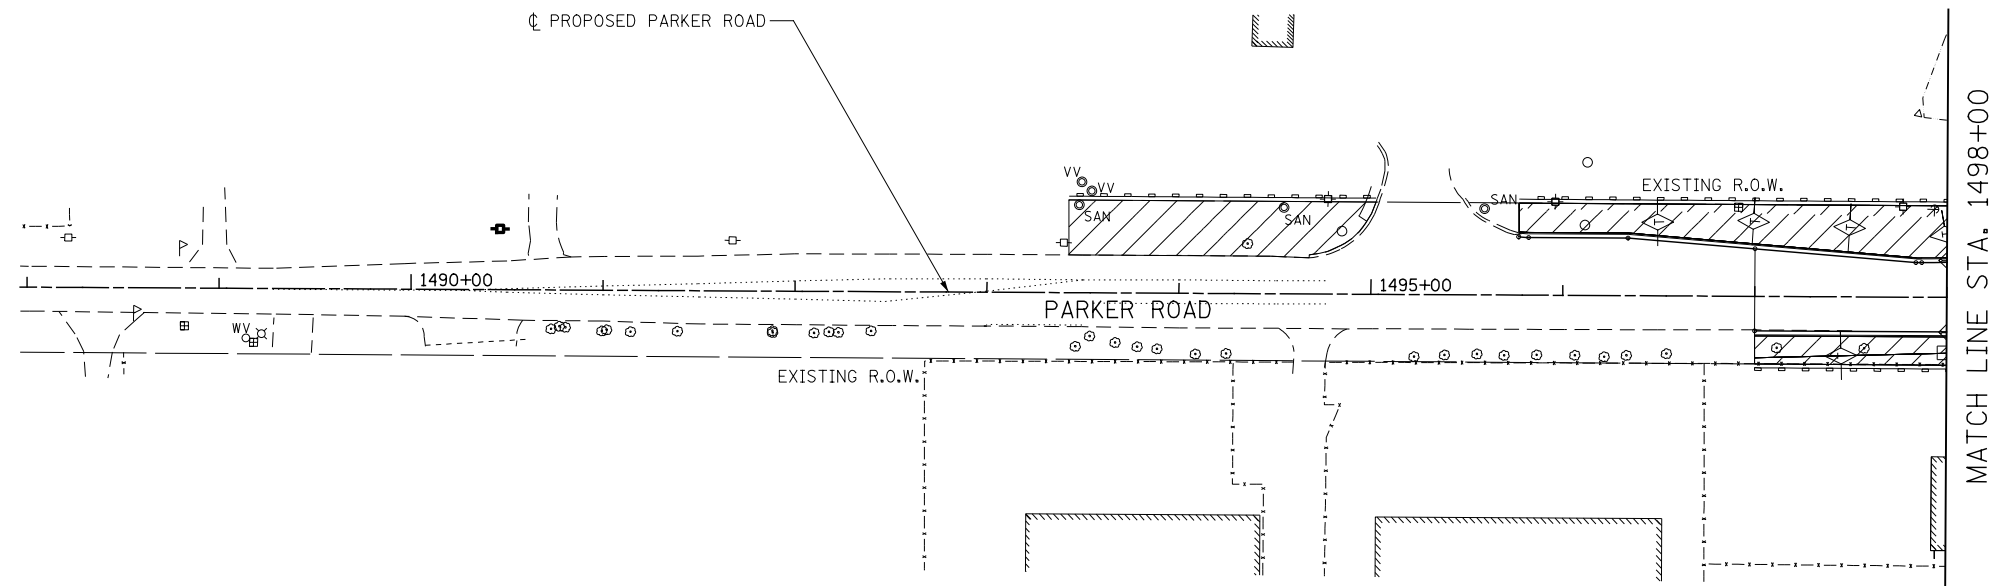 ℄ PROPOSED PARKER ROAD
VV
VV
SAN
SAN
SAN
EXISTING R.O.W.
T
T
T
T
1490+00
1495+00
PARKER ROAD
WV
EXISTING R.O.W.
T
MATCH LINE STA. 1498+00